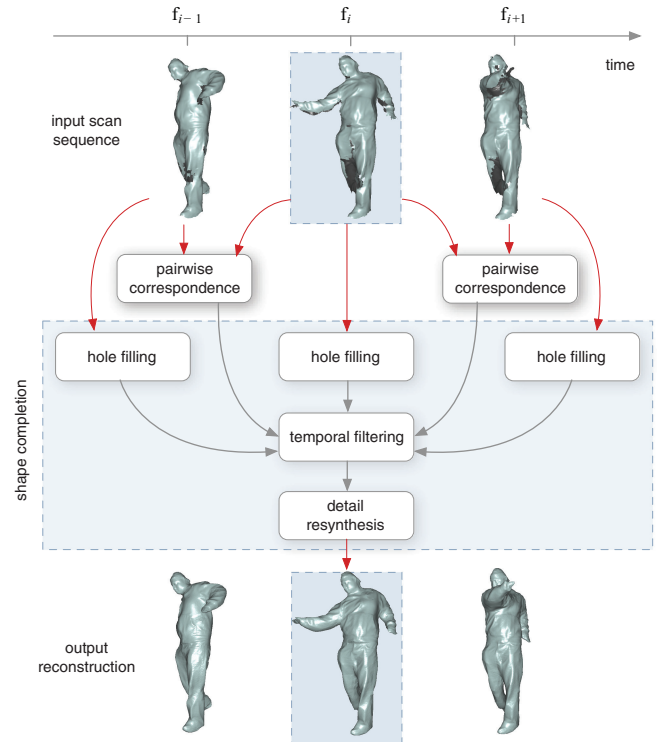 f_{i-1} f_i f_{i+1}
time
input scan
sequence
pairwise
correspondence
pairwise
correspondence
shape completion
hole filling
hole filling
hole filling
temporal filtering
detail
resynthesis
output
reconstruction